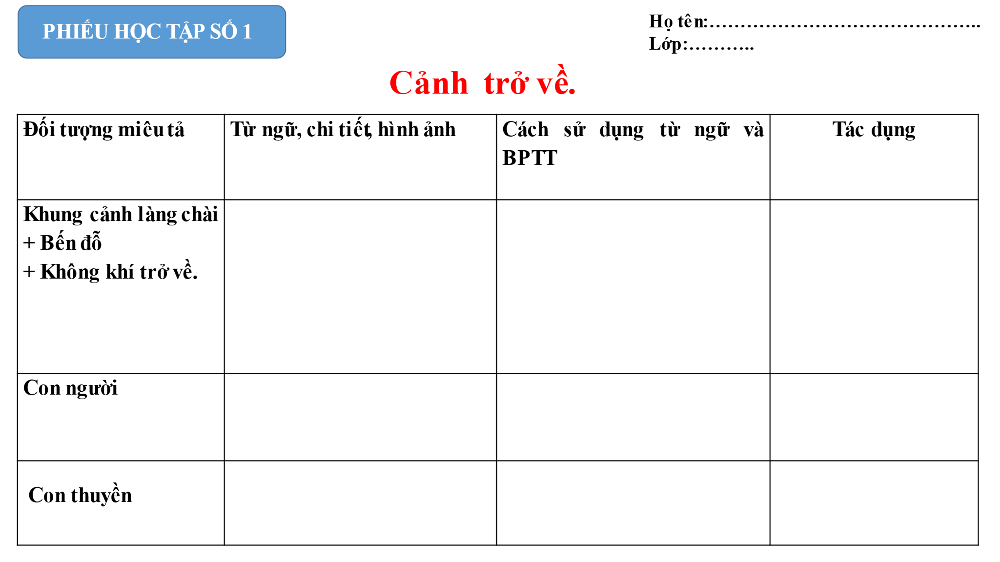 PHIẾU HỌC TẬP SỐ 1
Họ tên:…………………………………………..
Lớp:…………..
Cảnh trở về.
Đối tượng miêu tả
Từ ngữ, chi tiết, hình ảnh
Cách sử dụng từ ngữ và
BPTT
Tác dụng
Khung cảnh làng chài
+ Bến đỗ
+ Không khí trở về.
Con người
Con thuyền